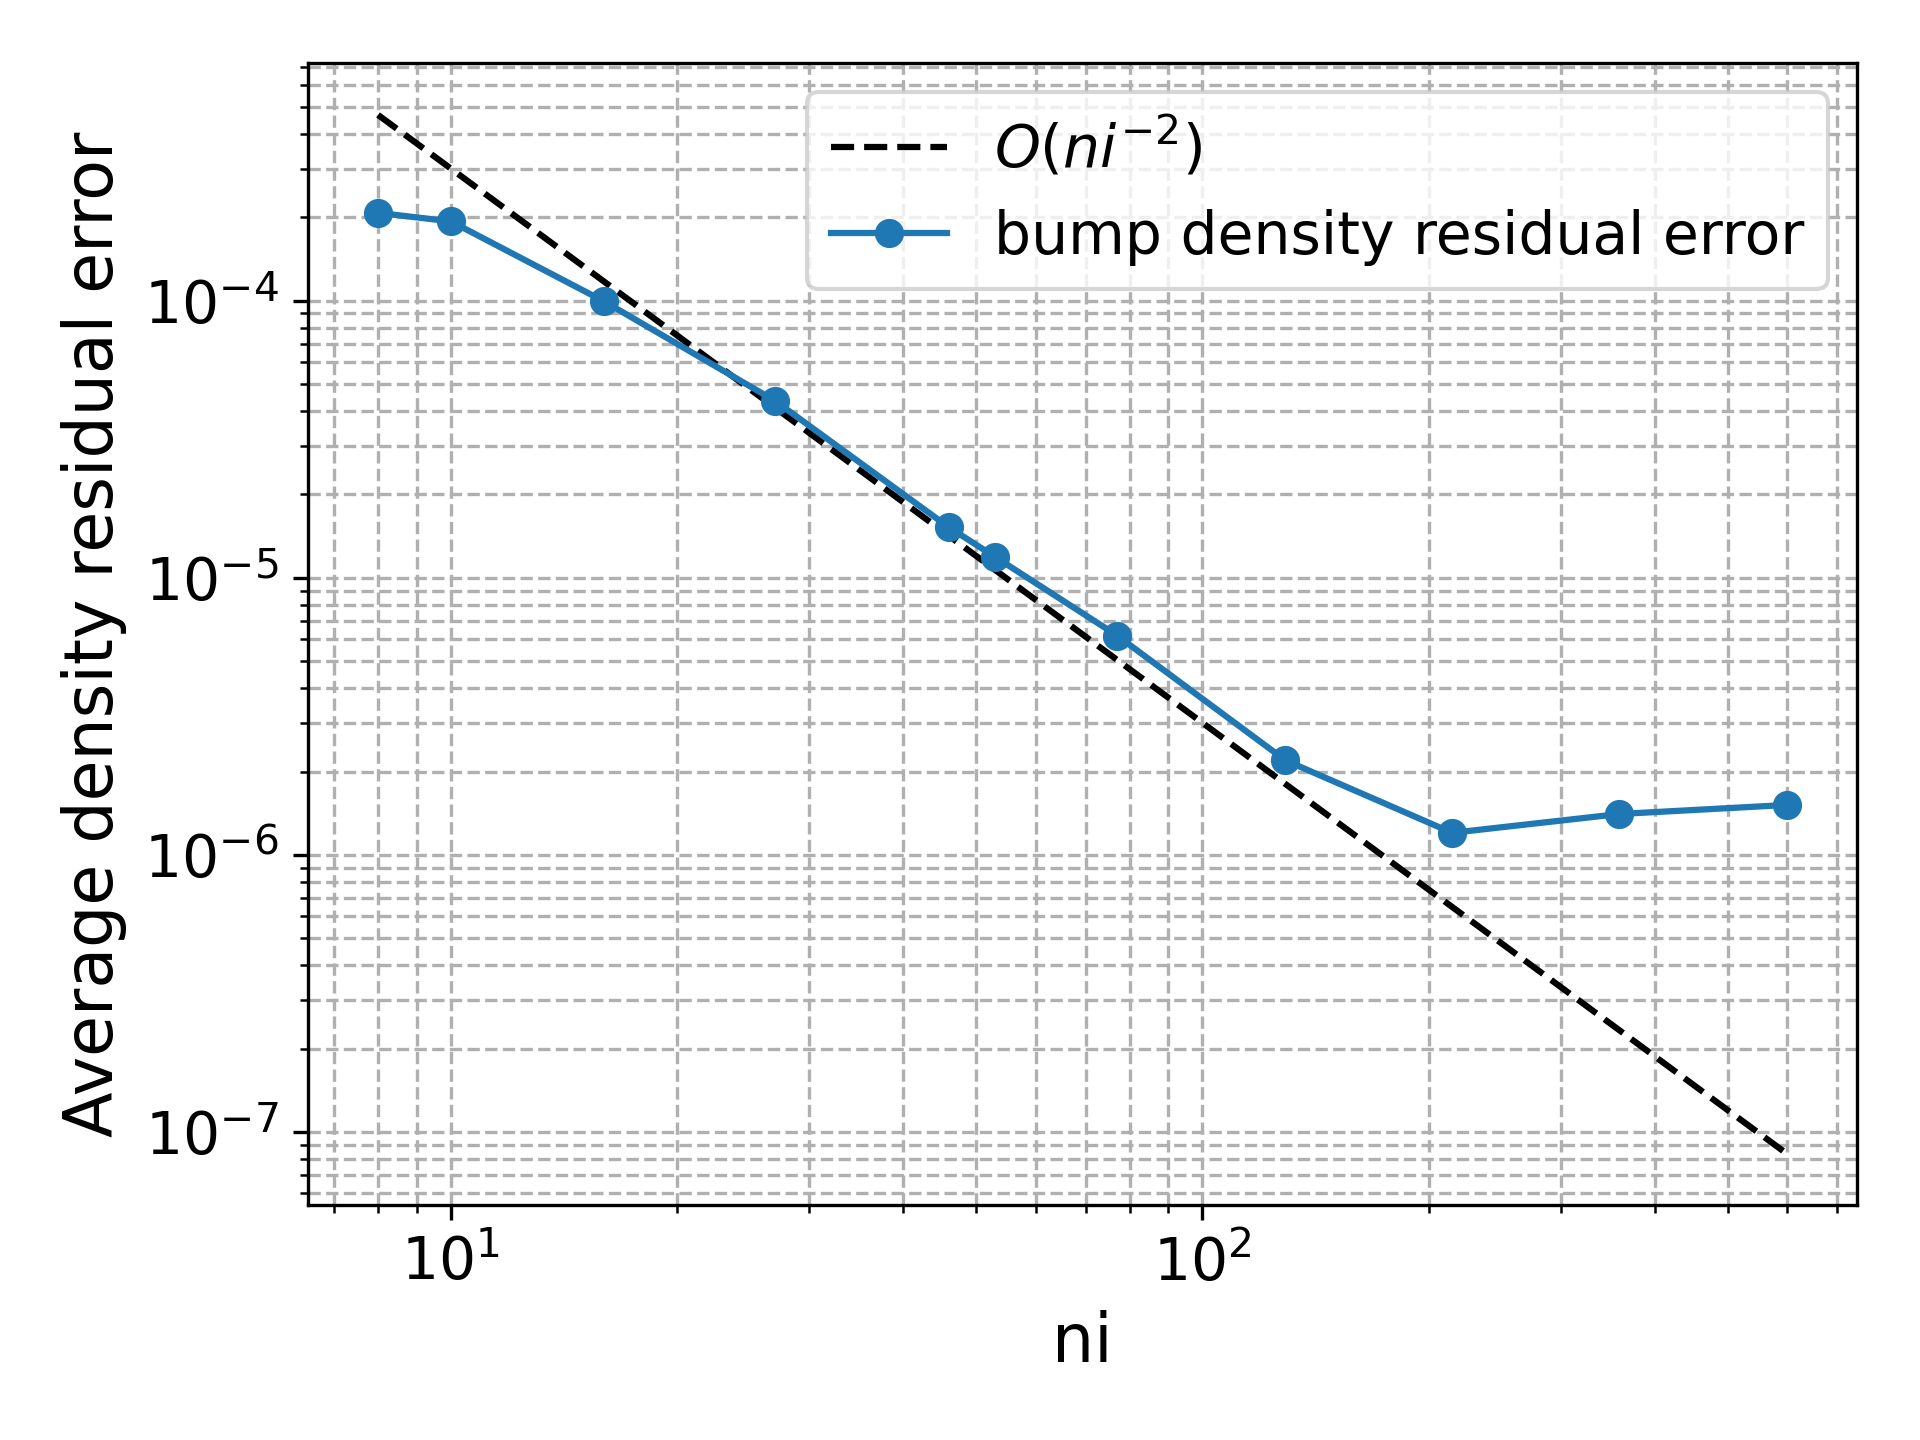 O(ni⁻²)
bump density residual error
Average density residual error
10⁻⁴
10⁻⁵
10⁻⁶
10⁻⁷
10¹
10²
ni